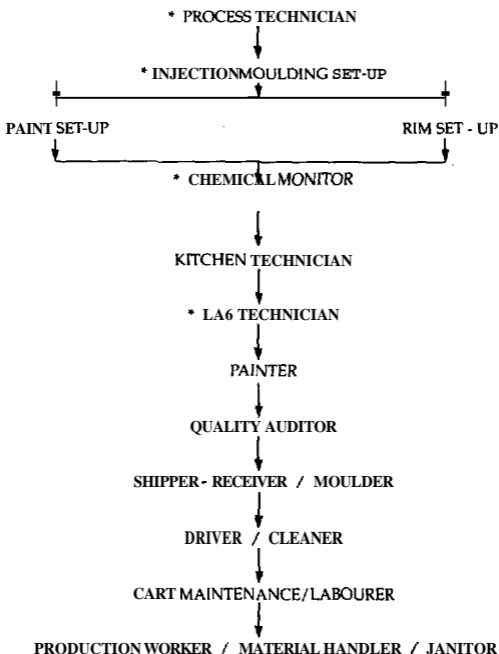 * PROCESS TECHNICIAN
* INJECTIONMOULDING SET-UP
PAINT SET-UP RIM SET - UP
* CHEMICAL MONITOR
KITCHEN TECHNICIAN
* LA6 TECHNICIAN
PAINTER
QUALITY AUDITOR
SHIPPER - RECEIVER / MOULDER
DRIVER / CLEANER
CART MAINTENANCE/LABOURER
PRODUCTION WORKER / MATERIAL HANDLER / JANITOR